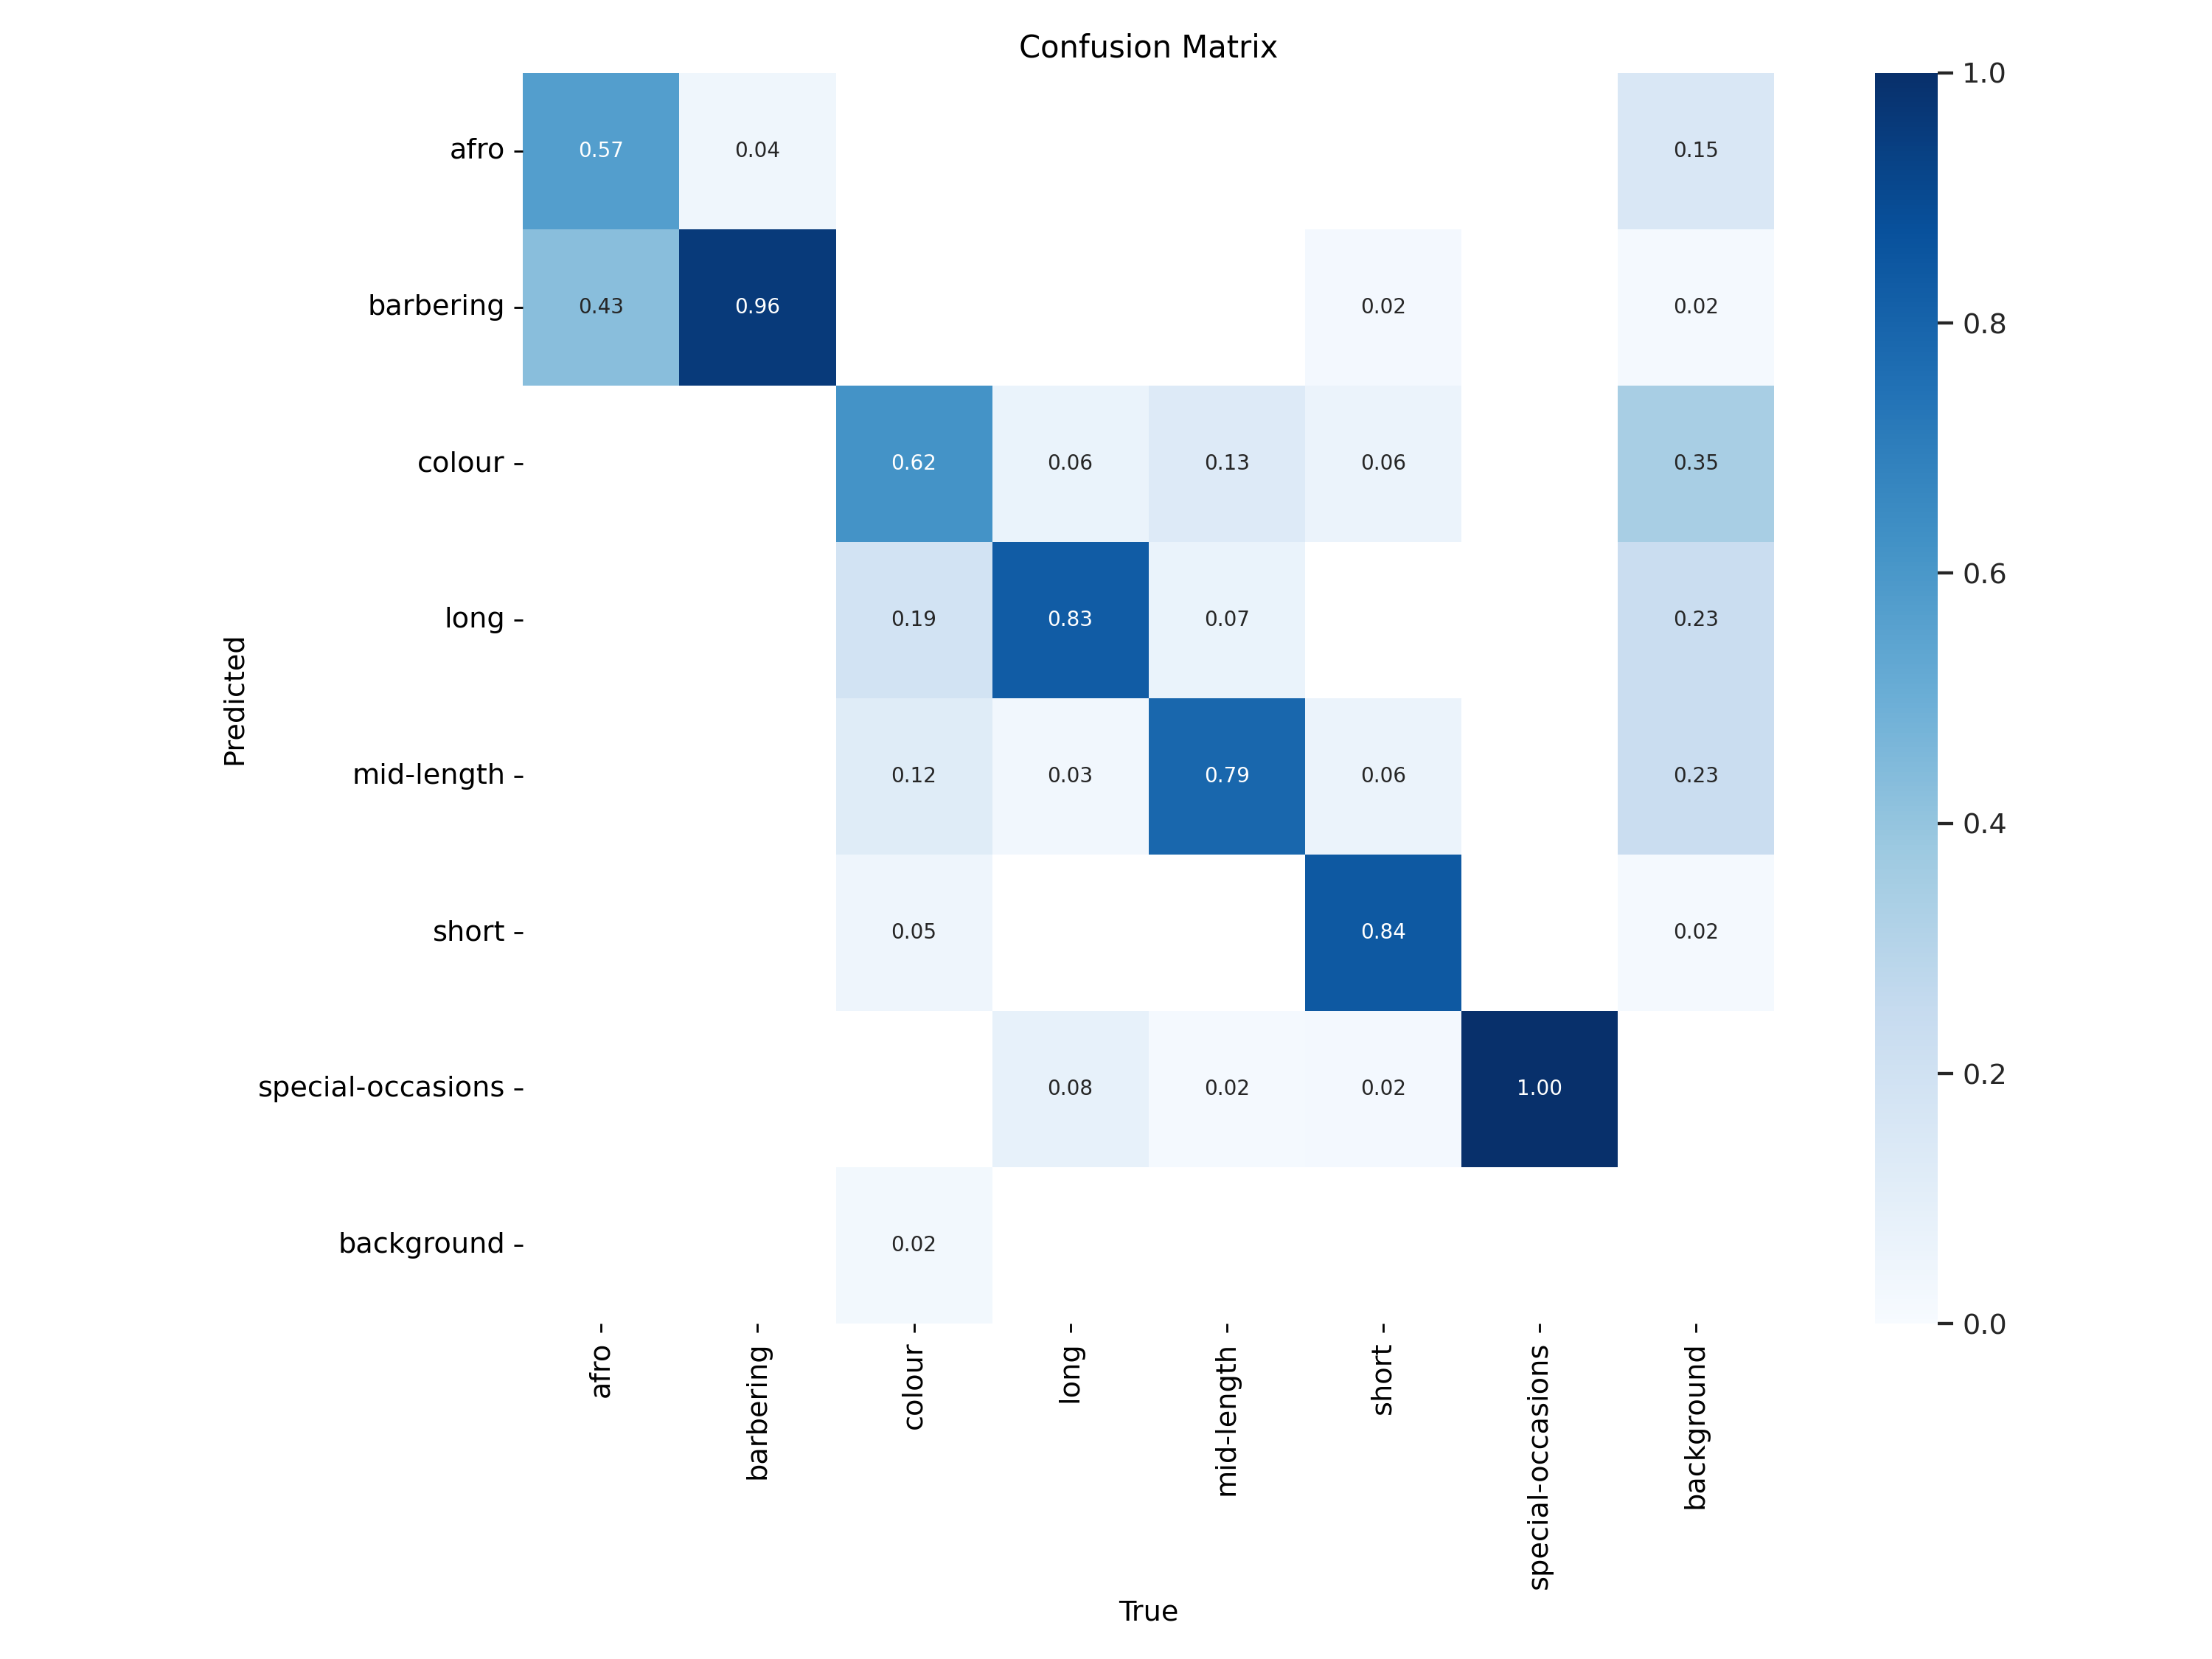 Confusion Matrix
afro 0.57 0.04 0.15
barbering 0.43 0.96 0.02 0.02
colour 0.62 0.06 0.13 0.06 0.35
long 0.19 0.83 0.07 0.23
mid-length 0.12 0.03 0.79 0.06 0.23
short 0.05 0.84 0.02
special-occasions 0.08 0.02 0.02 1.00
background 0.02
Predicted
afro
barbering
colour
long
mid-length
short
special-occasions
background
True
1.0
0.8
0.6
0.4
0.2
0.0